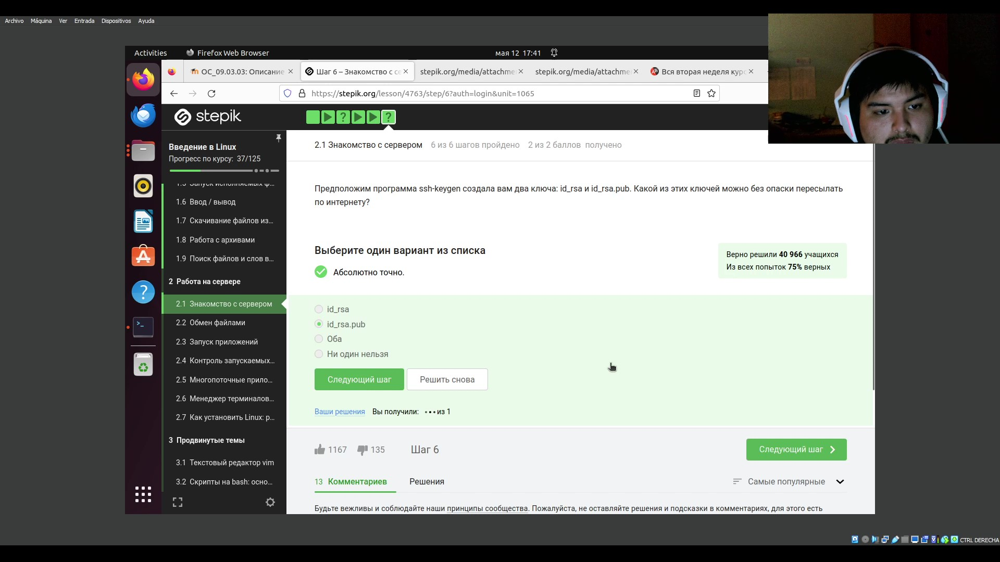 Archivo Máquina Ver Entrada Dispositivos Ayuda
Activities Firefox Web Browser мая 12 17:41
ОС_09.03.03: Описание Шаг 6 – Знакомство с се stepik.org/media/attachme stepik.org/media/attachme Вся вторая неделя курс
https://stepik.org/lesson/4763/step/6?auth=login&unit=1065
stepik
Введение в Linux
Прогресс по курсу: 37/125
1.5 Запуск исполняемых ф...
1.6 Ввод / вывод
1.7 Скачивание файлов из...
1.8 Работа с архивами
1.9 Поиск файлов и слов в...
2 Работа на сервере
2.1 Знакомство с сервером
2.2 Обмен файлами
2.3 Запуск приложений
2.4 Контроль запускаемых...
2.5 Многопоточные прило...
2.6 Менеджер терминалов...
2.7 Как установить Linux: р...
3 Продвинутые темы
3.1 Текстовый редактор vim
3.2 Скрипты на bash: осно...
2.1 Знакомство с сервером 6 из 6 шагов пройдено 2 из 2 баллов получено
Предположим программа ssh-keygen создала вам два ключа: id_rsa и id_rsa.pub. Какой из этих ключей можно без опаски пересылать
по интернету?
Выберите один вариант из списка
Абсолютно точно.
Верно решили 40 966 учащихся
Из всех попыток 75% верных
id_rsa
id_rsa.pub
Оба
Ни один нельзя
Следующий шаг Решить снова
Ваши решения Вы получили: ••• из 1
1167 135 Шаг 6 Следующий шаг
13 Комментариев Решения Самые популярные
Будьте вежливы и соблюдайте наши принципы сообщества. Пожалуйста, не оставляйте решения и подсказки в комментариях, для этого есть
CTRL DERECHA